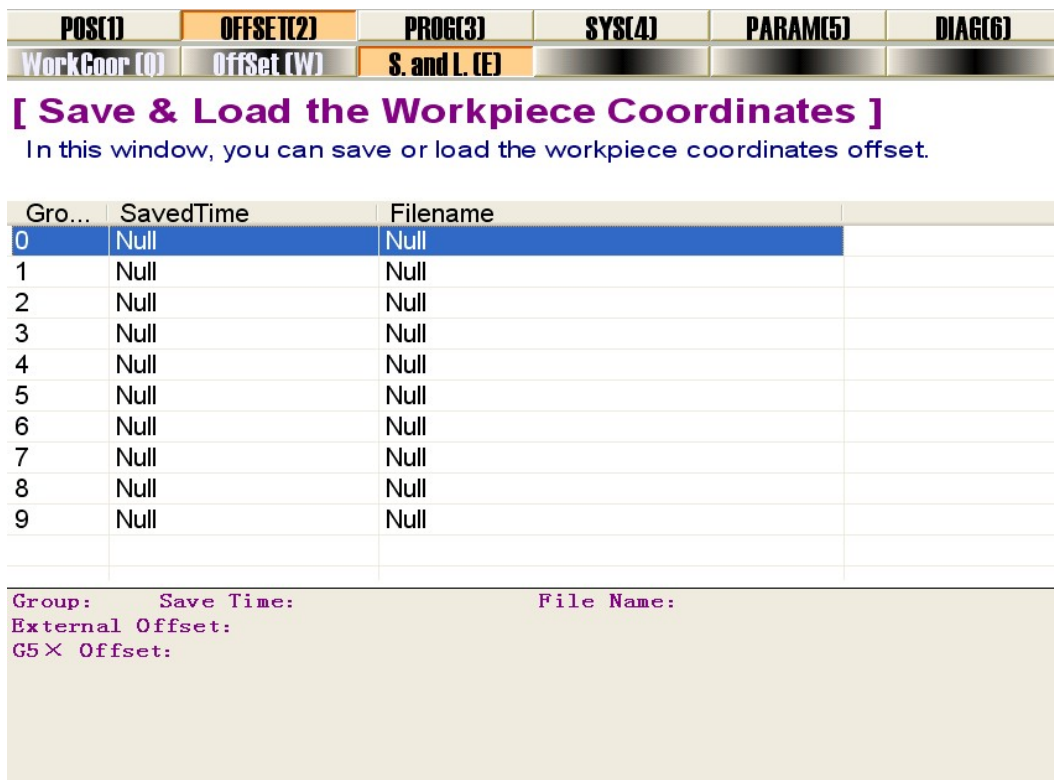 POS(1) OFFSET(2) PROG(3) SYS(4) PARAM(5) DIAG(6)
WorkCoor (Q) OffSet (W) S. and L. (E)
[ Save & Load the Workpiece Coordinates ]
In this window, you can save or load the workpiece coordinates offset.
Gro... SavedTime Filename
0 Null Null
1 Null Null
2 Null Null
3 Null Null
4 Null Null
5 Null Null
6 Null Null
7 Null Null
8 Null Null
9 Null Null
Group: Save Time: File Name:
External Offset:
G5× Offset: